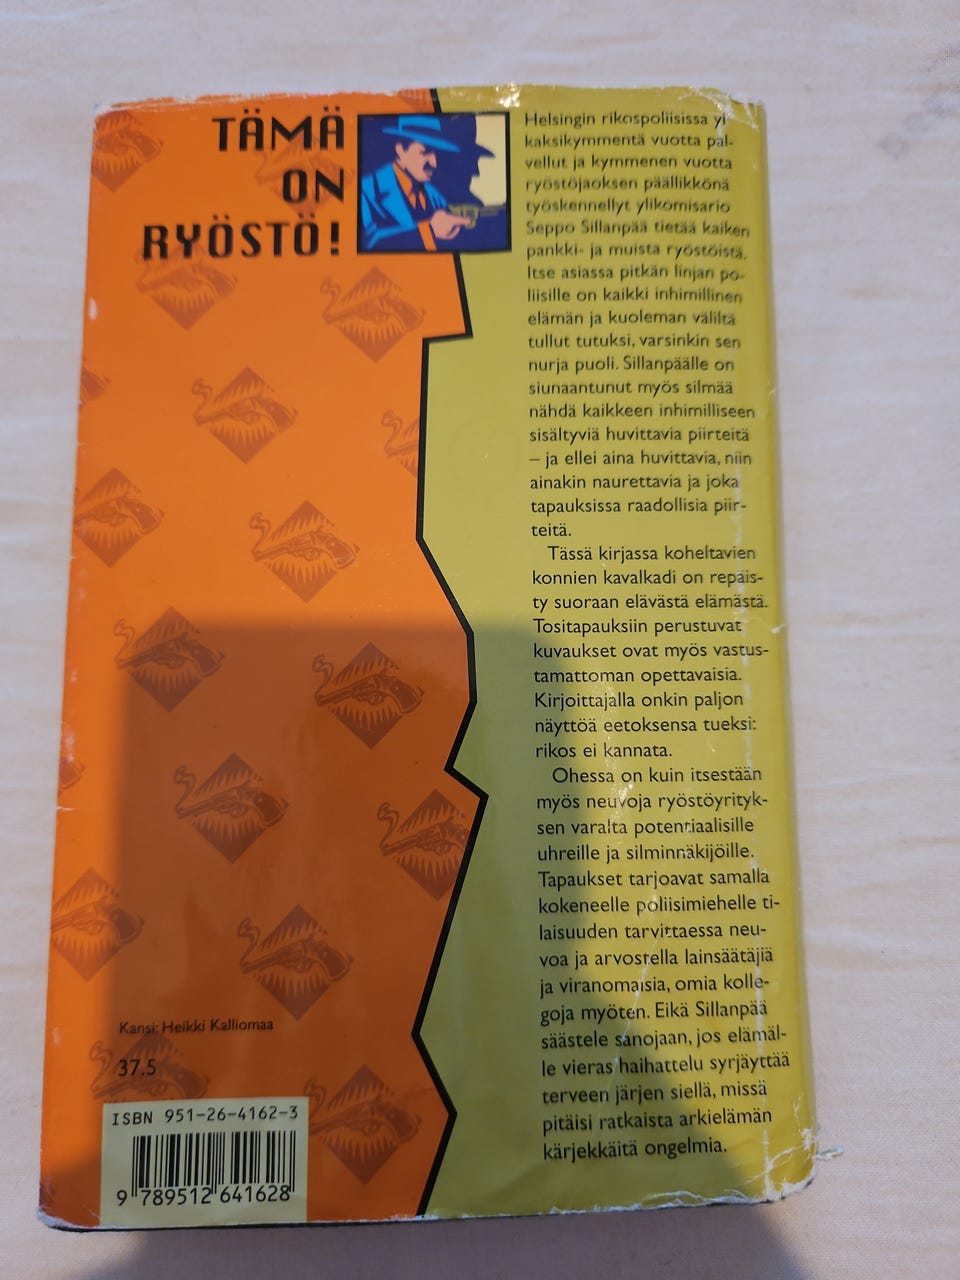 TÄMÄ
ON
RYÖSTÖ!
Helsingin rikospoliisissa yi
kaksikymmentä vuotta pal-
vellut ja kymmenen vuotta
ryöstöjaoksen päällikkönä
työskennellyt ylikomisario
Seppo Sillanpää tietää kaiken
pankki- ja muista ryöstöistä.
Itse asiassa pitkän linjan po-
liisille on kaikki inhimillinen
elämän ja kuoleman väliltä
tullut tutuksi, varsinkin sen
nurja puoli. Sillanpäälle on
siunaantunut myös silmää
nähdä kaikkeen inhimilliseen
sisältyviä huvittavia piirteitä
– ja ellei aina huvittavia, niin
ainakin naurettavia ja joka
tapauksissa raadollisia piir-
teitä.
Tässä kirjassa koheltavien
konnien kavalkadi on repäis-
ty suoraan elävästä elämästä.
Tositapauksiin perustuvat
kuvaukset ovat myös vastus-
tamattoman opettavaisia.
Kirjoittajalla onkin paljon
näyttöä eetoksensa tueksi:
rikos ei kannata.
Ohessa on kuin itsestään
myös neuvoja ryöstöyrityk-
sen varalta potentiaalisille
uhreille ja silminnäkijöille.
Tapaukset tarjoavat samalla
kokeneelle poliisimiehelle ti-
laisuuden tarvittaessa neu-
voa ja arvostella lainsäätäjiä
ja viranomaisia, omia kolle-
goja myöten. Eikä Sillanpää
säästele sanojaan, jos elämäl-
le vieras haihattelu syrjäyttää
terveen järjen siellä, missä
pitäisi ratkaista arkielämän
kärjekkäitä ongelmia.
Kansi: Heikki Kalliomaa
37.5
ISBN 951-26-4162-3
9 789512 641628